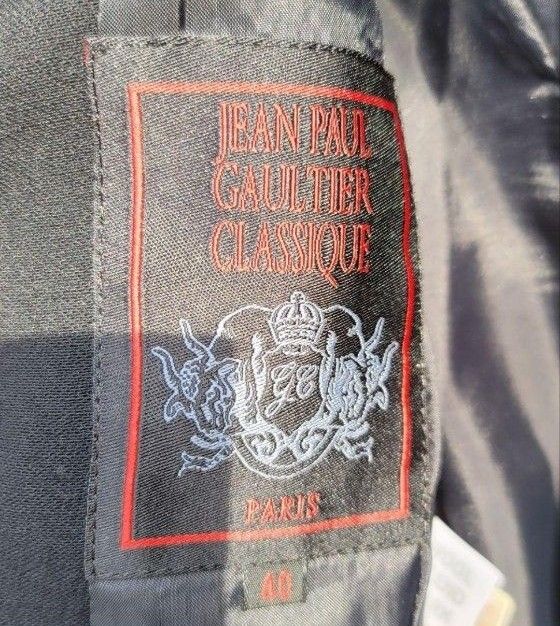 JEAN PAUL
GAULTIER
CLASSIQUE
PARIS
40